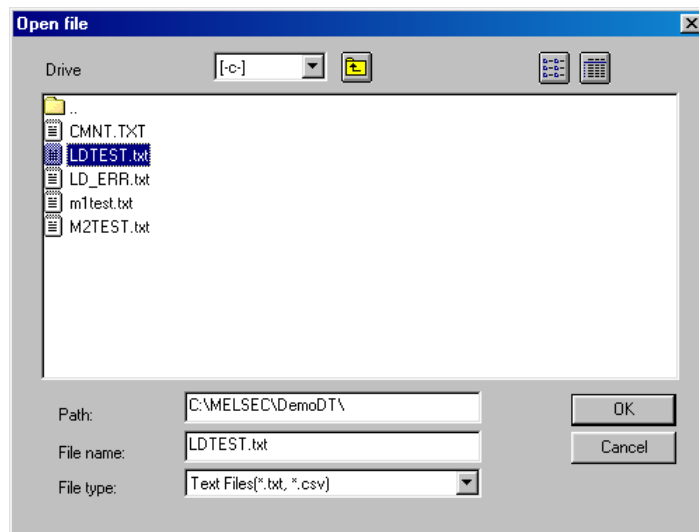 Open file
Drive [-c-]
..
CMNT.TXT
LDTEST.txt
LD_ERR.txt
m1test.txt
M2TEST.txt
Path: C:\MELSEC\DemoDT\ OK
File name: LDTEST.txt Cancel
File type: Text Files(*.txt, *.csv)